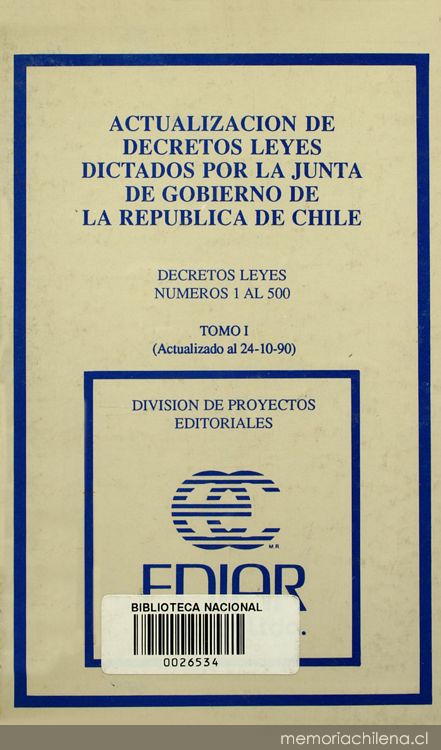 ACTUALIZACION DE
DECRETOS LEYES
DICTADOS POR LA JUNTA
DE GOBIERNO DE
LA REPUBLICA DE CHILE
DECRETOS LEYES
NUMEROS 1 AL 500
TOMO I
(Actualizado al 24-10-90)
DIVISION DE PROYECTOS
EDITORIALES
M.R.
EDIAR
BIBLIOTECA NACIONAL
0026534
memoriachilena.cl